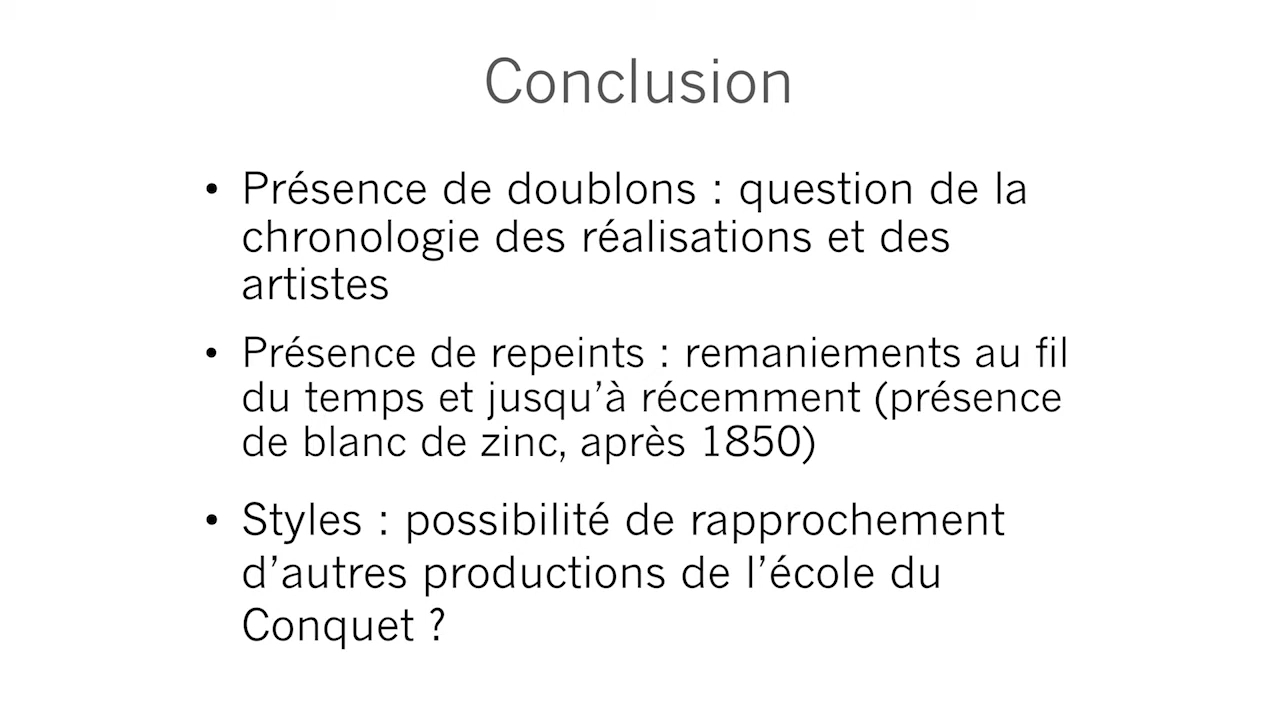 Conclusion
• Présence de doublons : question de la
chronologie des réalisations et des
artistes
• Présence de repeints : remaniements au fil
du temps et jusqu’à récemment (présence
de blanc de zinc, après 1850)
• Styles : possibilité de rapprochement
d’autres productions de l’école du
Conquet ?